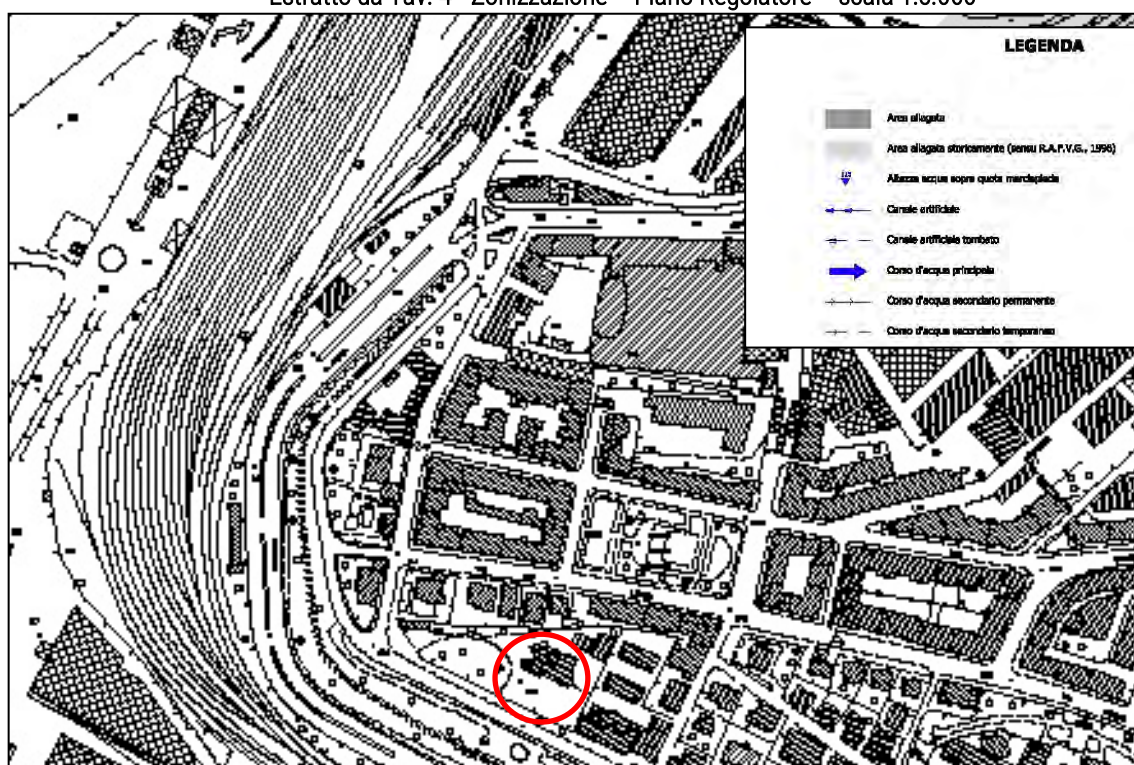 Estratto da Tav. 4 - Zonizzazione – Piano Regolatore – scala 1:5.000
LEGENDA
Area allagata
Area allagata storicamente (sensu R.A.F.V.G., 1996)
Altezza acqua sopra quota marciapiede
Canale artificiale
Canale artificiale tombato
Corso d'acqua principale
Corso d'acqua secondario permanente
Corso d'acqua secondario temporaneo